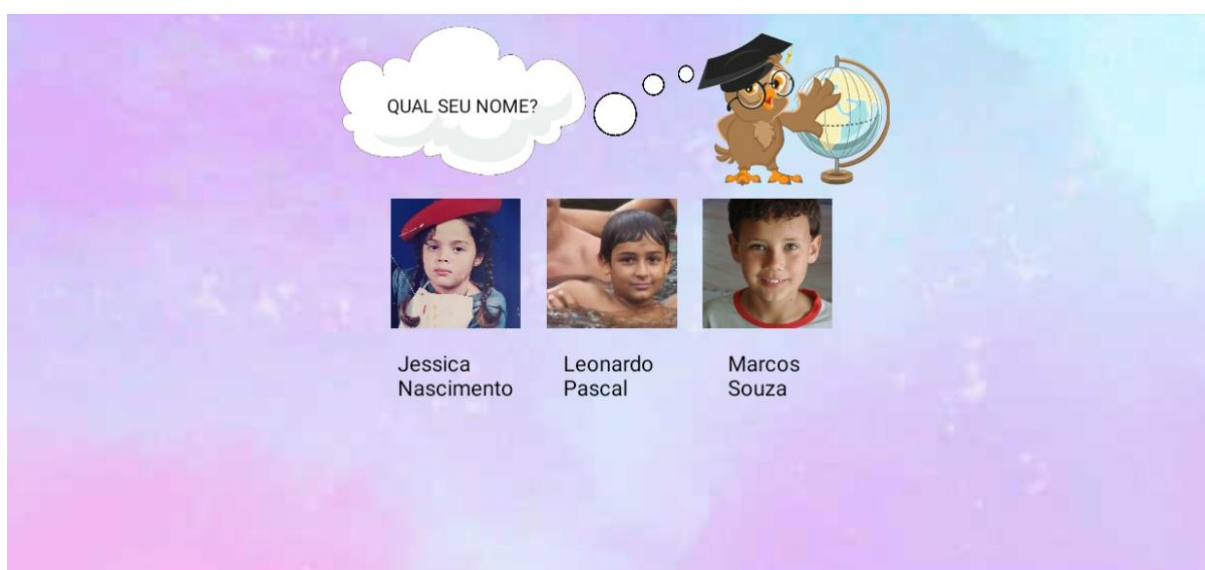 QUAL SEU NOME?
Jessica
Nascimento
Leonardo
Pascal
Marcos
Souza